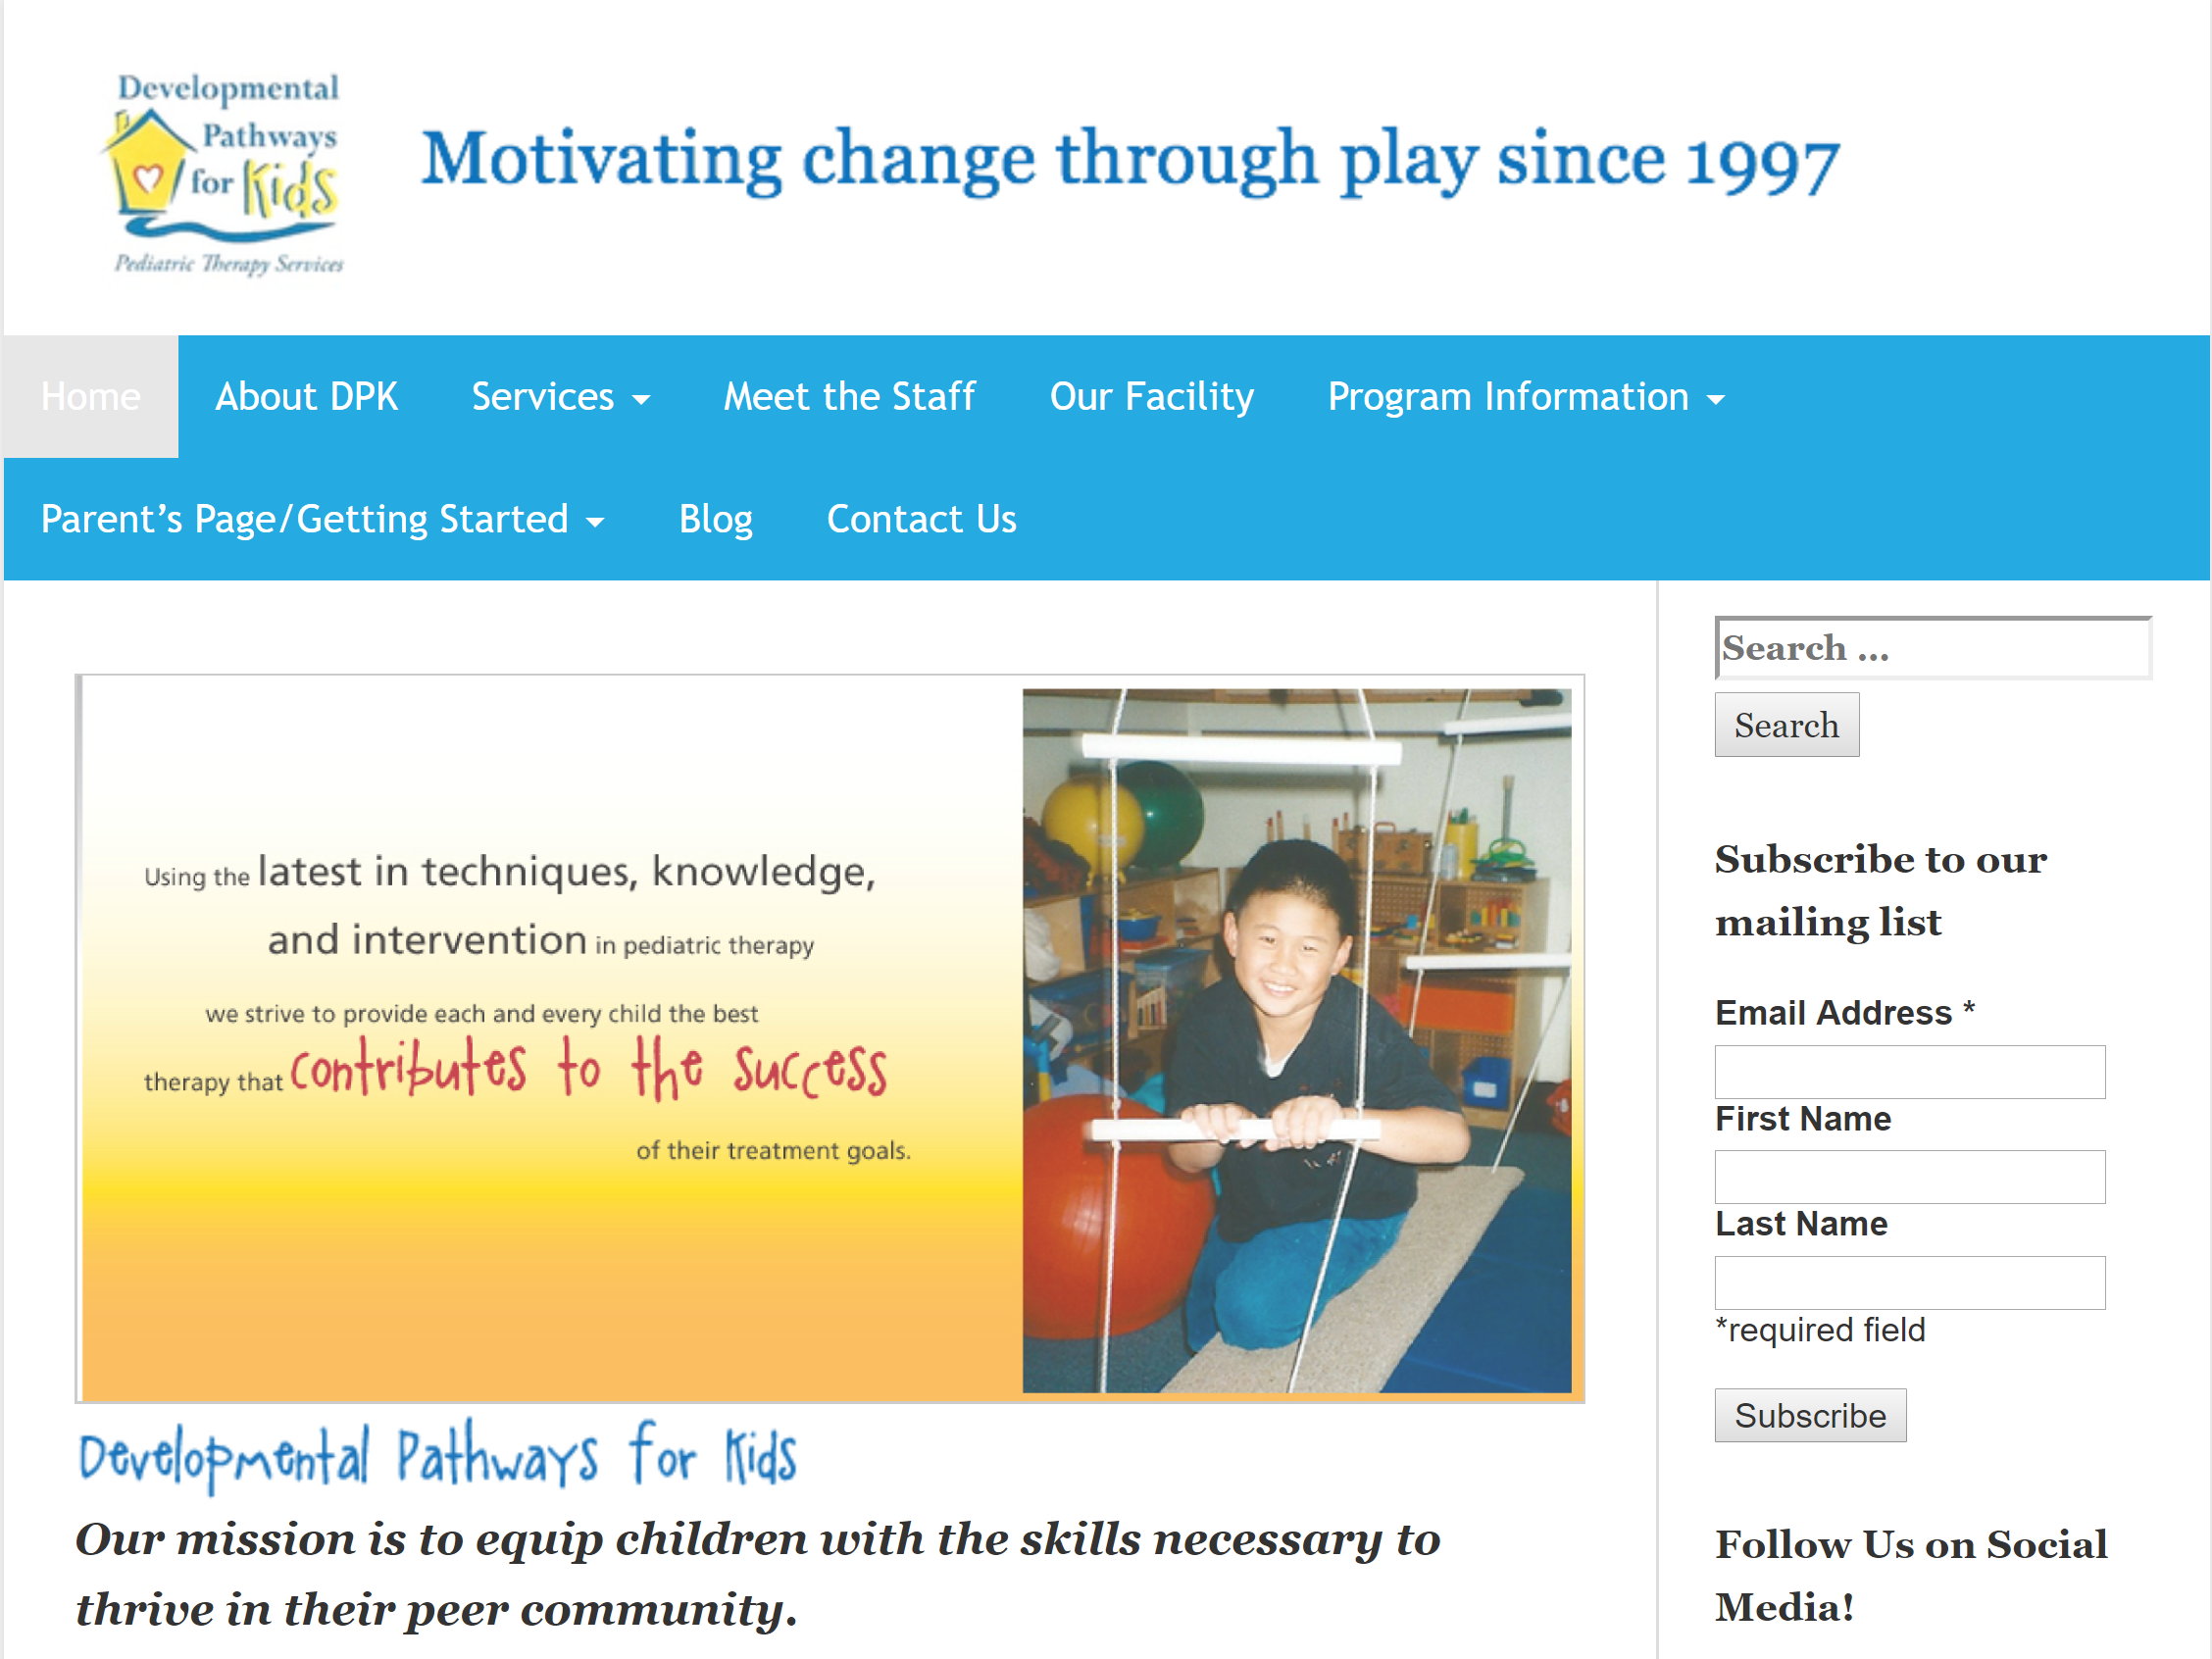 Developmental
Pathways
for Kids
Pediatric Therapy Services
Motivating change through play since 1997
Home About DPK Services Meet the Staff Our Facility Program Information
Parent's Page/Getting Started Blog Contact Us
Using the latest in techniques, knowledge,
and intervention in pediatric therapy
we strive to provide each and every child the best
therapy that contributes to the success
of their treatment goals.
Developmental Pathways for Kids
Our mission is to equip children with the skills necessary to
thrive in their peer community.
Search ...
Search
Subscribe to our
mailing list
Email Address *
First Name
Last Name
*required field
Subscribe
Follow Us on Social
Media!